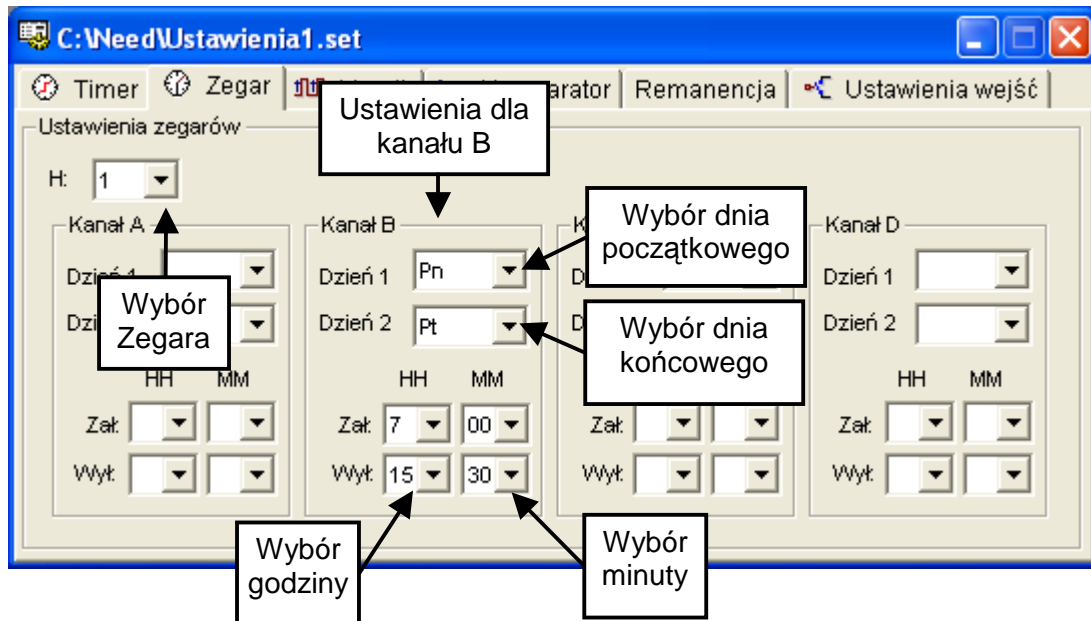 C:\Need\Ustawienia1.set
Timer Zegar arator Remanencja Ustawienia wejść
Ustawienia zegarów
Ustawienia dla
kanału B
H: 1
Kanał A
Kanał B
Kanał D
Wybór dnia
początkowego
Dzień 1 Pn
Dzień 1
Wybór
Zegara
Dzień 2 Pt
Wybór dnia
końcowego
Dzień 2
HH MM
HH MM
HH MM
Zał:
Zał: 7 00
Zał:
Zał:
Wył:
Wył: 15 30
Wył:
Wył:
Wybór
godziny
Wybór
minuty